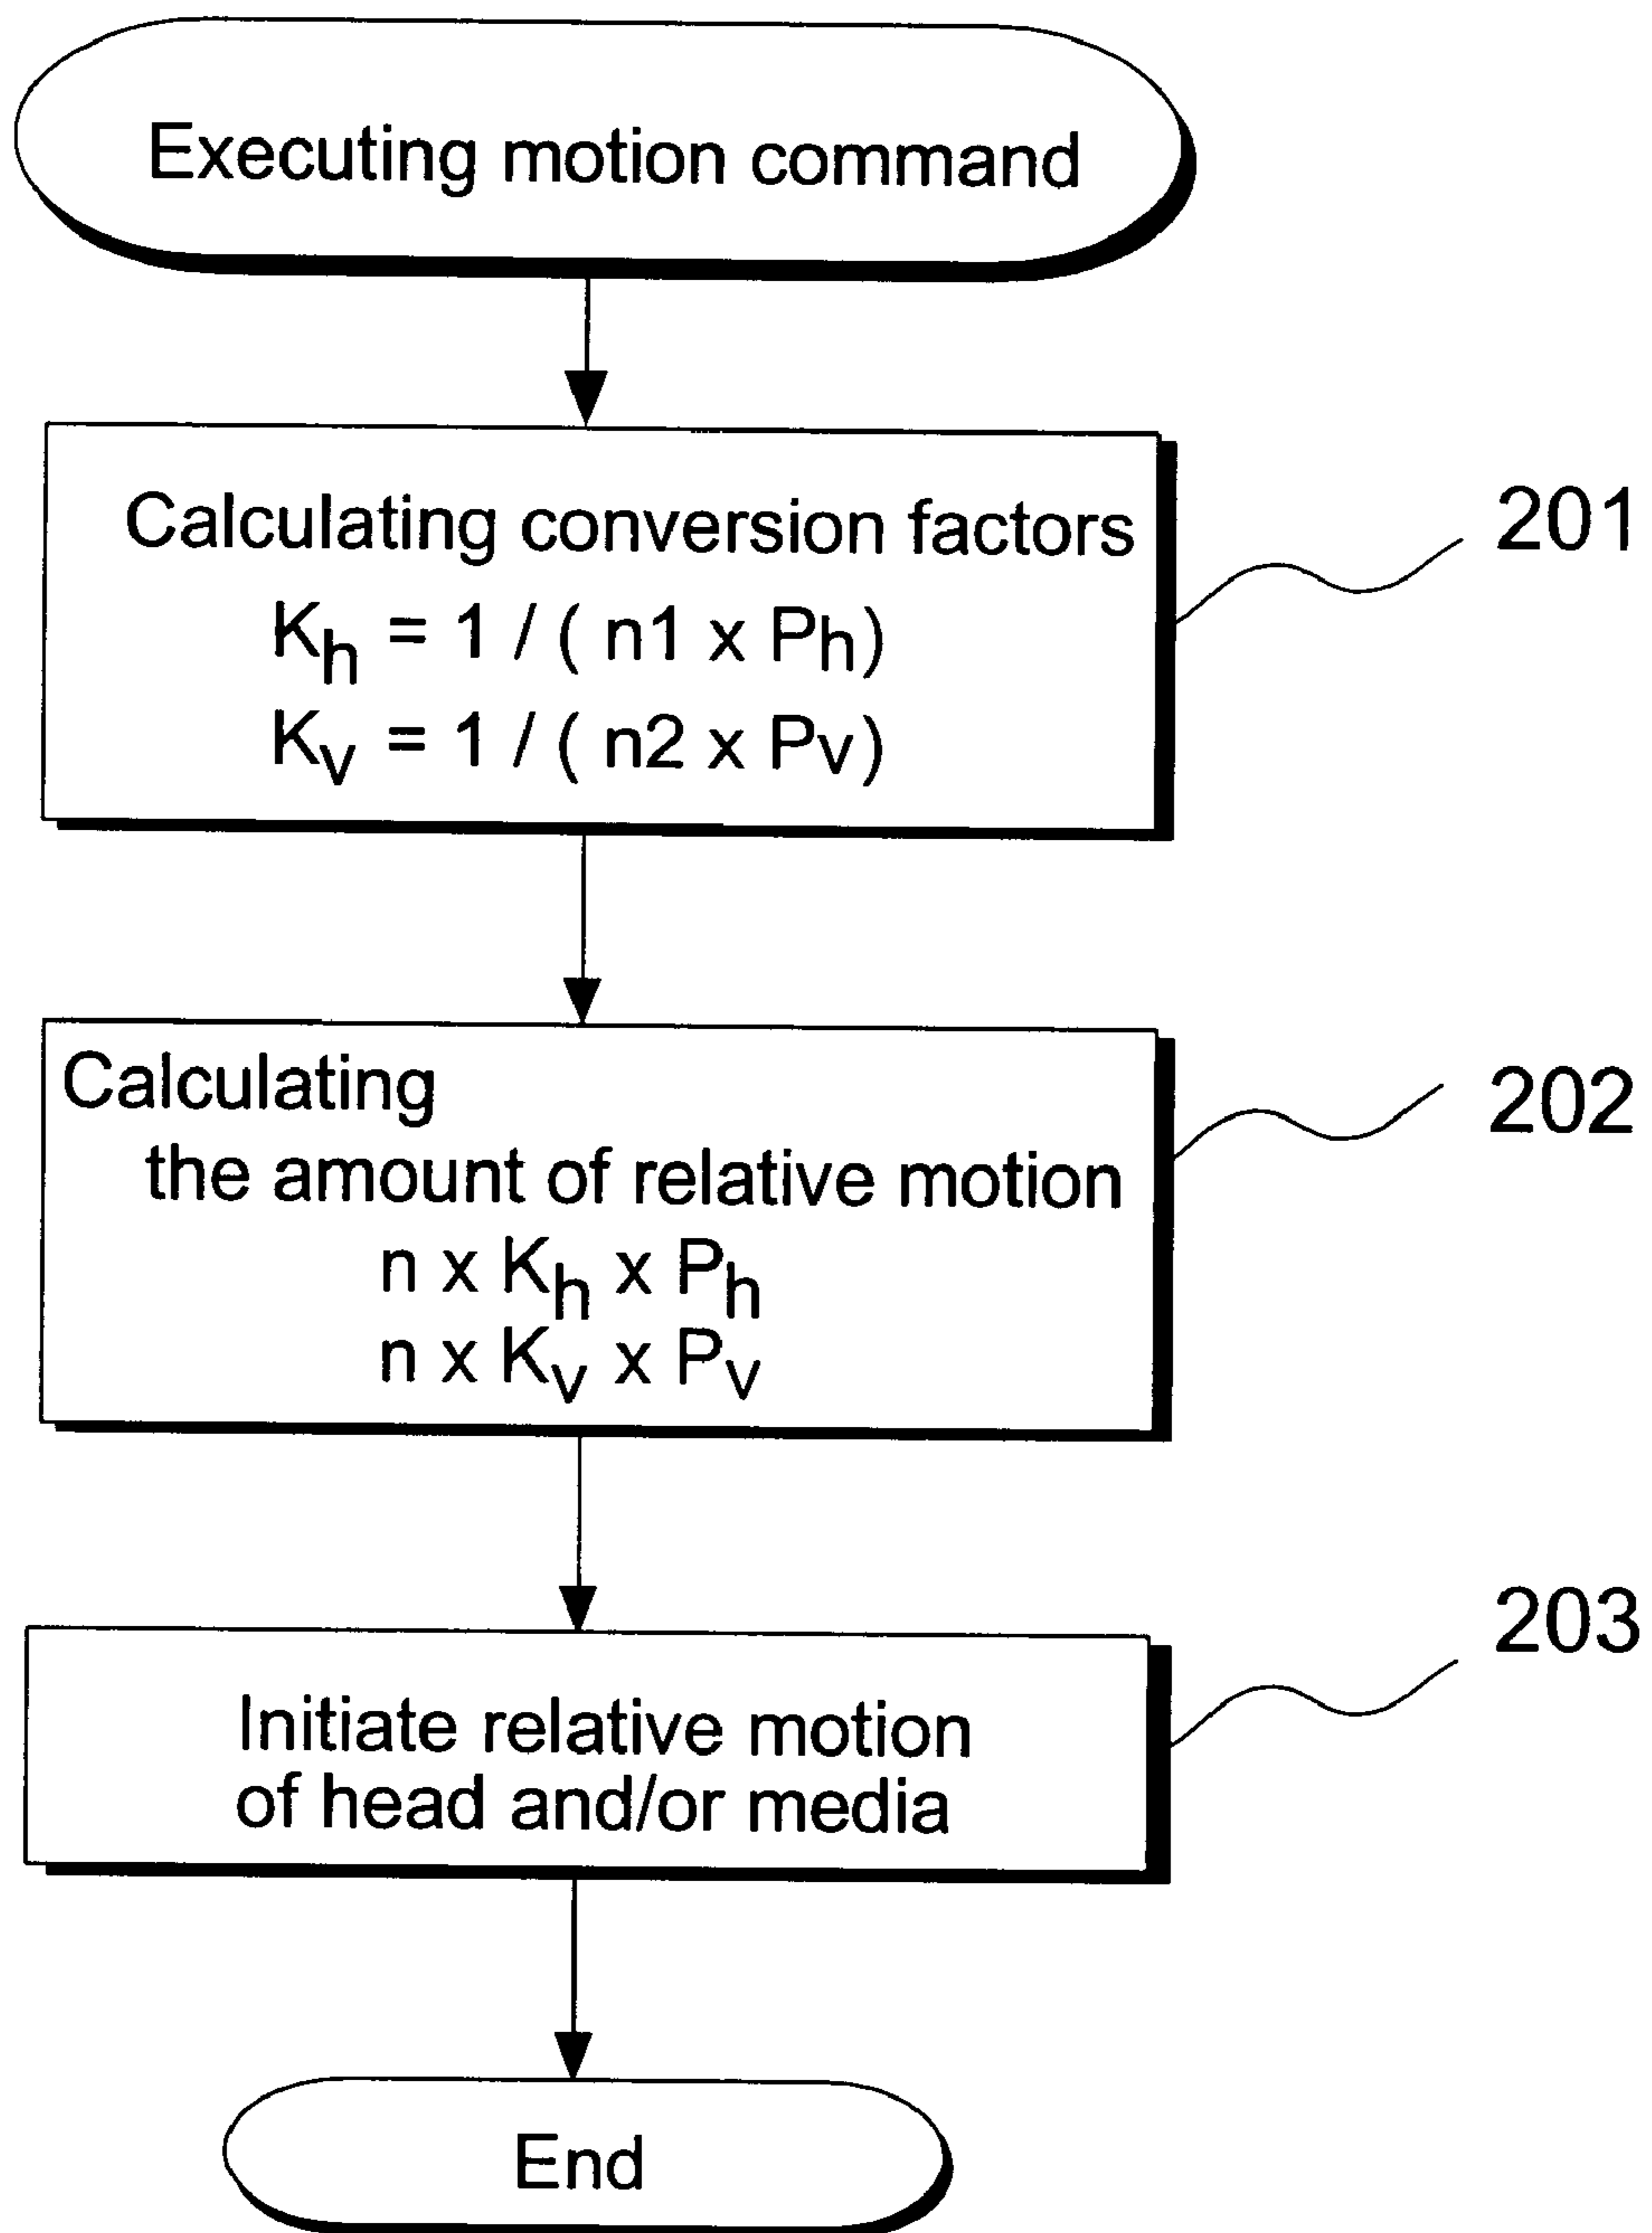 Executing motion command
Calculating conversion factors
Kh = 1 / ( n1 x Ph)
Kv = 1 / ( n2 x Pv)
201
Calculating
the amount of relative motion
n x Kh x Ph
n x Kv x Pv
202
Initiate relative motion
of head and/or media
203
End